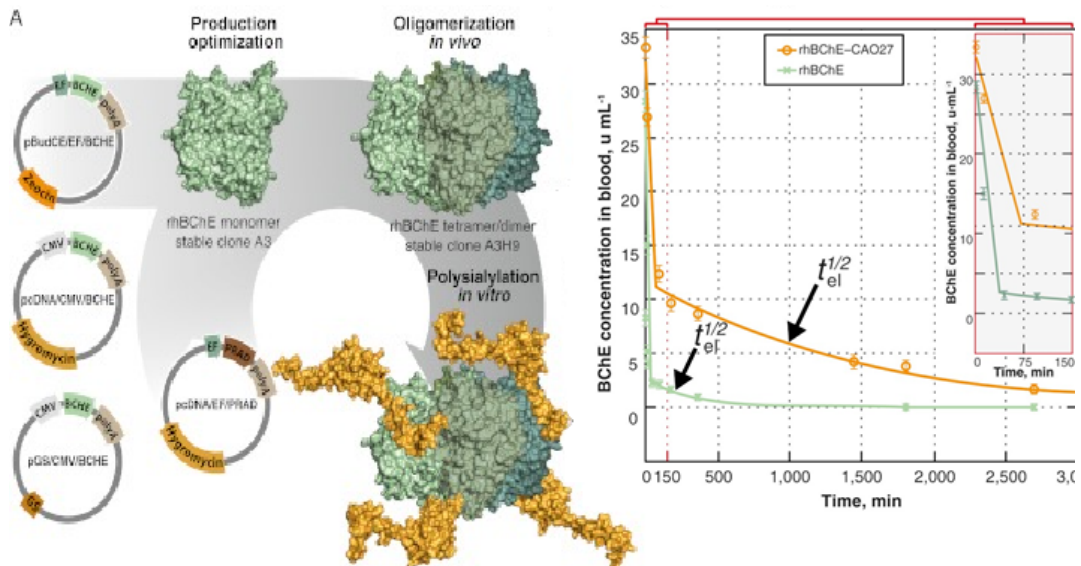 A
Production
optimization
Oligomerization
in vivo
EF
BCHE
polyA
pBudCE/EF/BCHE
Zeocin
rhBChE monomer
stable clone A3
rhBChE tetramer/dimer
stable clone A3H9
CMV
BCHE
polyA
pcDNA/CMV/BCHE
Hygromycin
Polysialylation
in vitro
EF
PRAD
polyA
pcDNA/EF/PRAD
Hygromycin
CMV
BCHE
polyA
pQS/CMV/BCHE
GS
BChE concentration in blood, u mL⁻¹
35
30
25
20
15
10
5
0
rhBChE-CAO27
rhBChE
t el 1/2
t el 1/2
0 150 500 1,000 1,500 2,000 2,500 3,0
Time, min
BChE concentration in blood, u mL⁻¹
30
20
10
0
0 75 150
Time, min